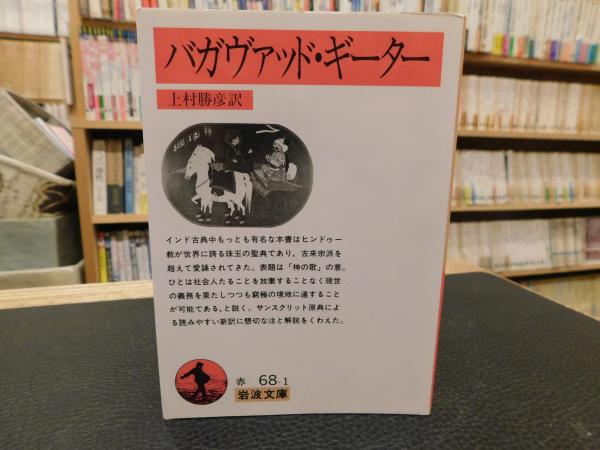 バガヴァッド・ギーター
上村勝彦訳
インド古典中もっとも有名な本書はヒンドゥー
教が世界に誇る珠玉の聖典であり，古来宗派を
超えて愛誦されてきた。表題は「神の歌」の意。
ひとは社会人たることを放棄することなく現世
の義務を果たしつつも窮極の境地に達すること
が可能である，と説く。サンスクリット原典によ
る読みやすい新訳に懇切な注と解説をくわえた。
赤 68-1
岩波文庫